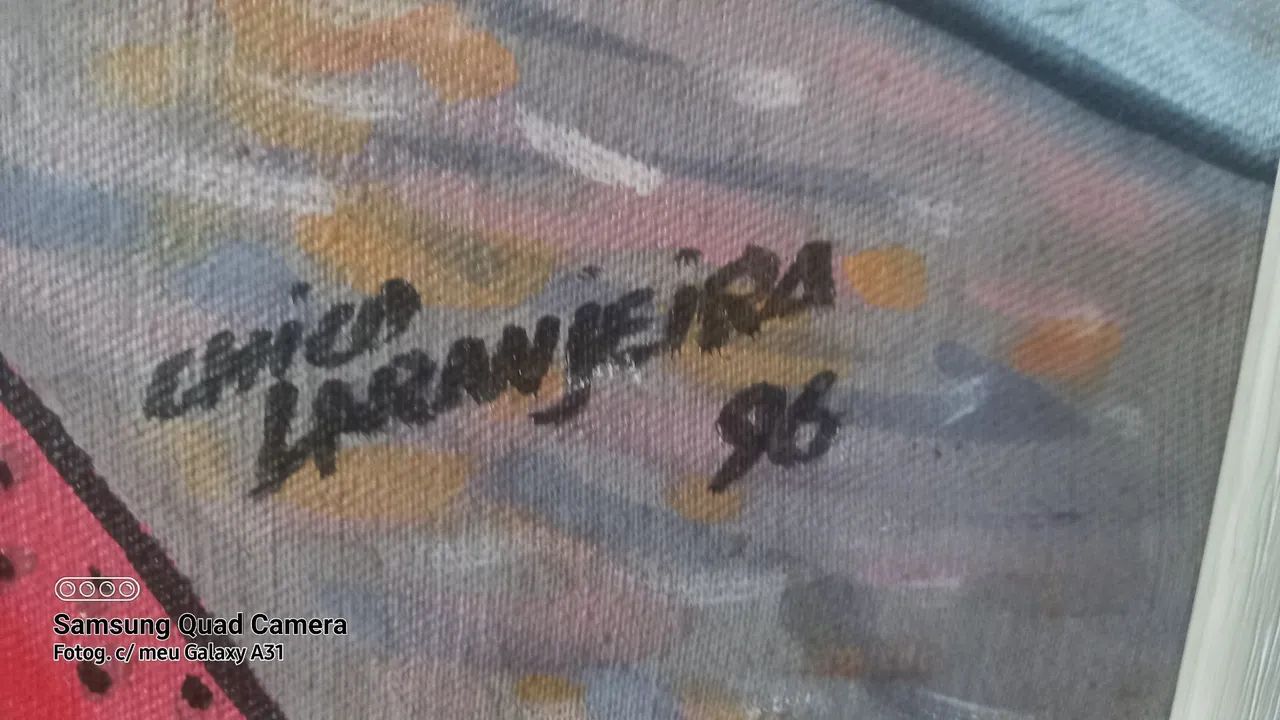 CHiCO
LARANjEiRA
96
Samsung Quad Camera
Fotog. c/ meu Galaxy A31